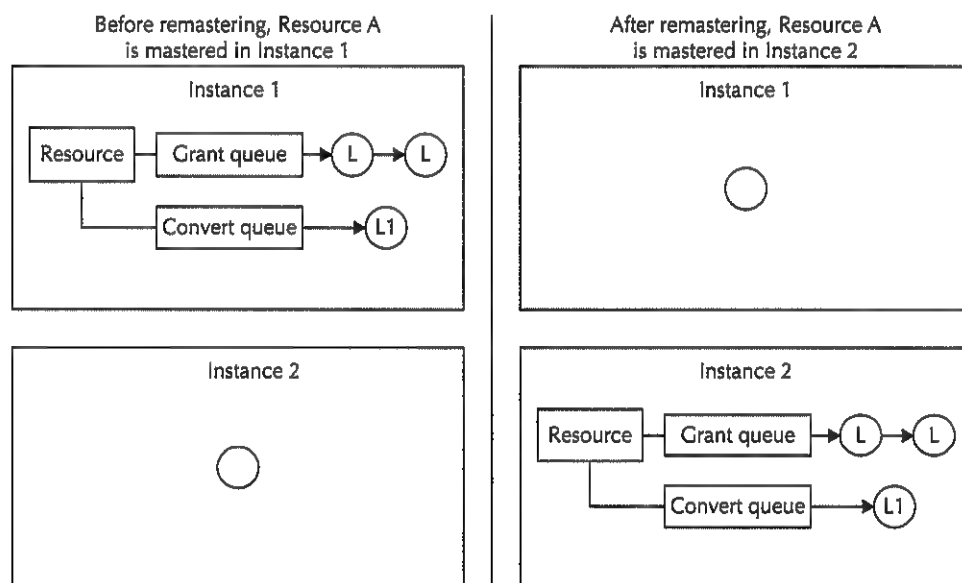 Before remastering, Resource A
is mastered in Instance 1
Instance 1
Resource
Grant queue
L
L
Convert queue
L1
Instance 2
After remastering, Resource A
is mastered in Instance 2
Instance 1
Instance 2
Resource
Grant queue
L
L
Convert queue
L1